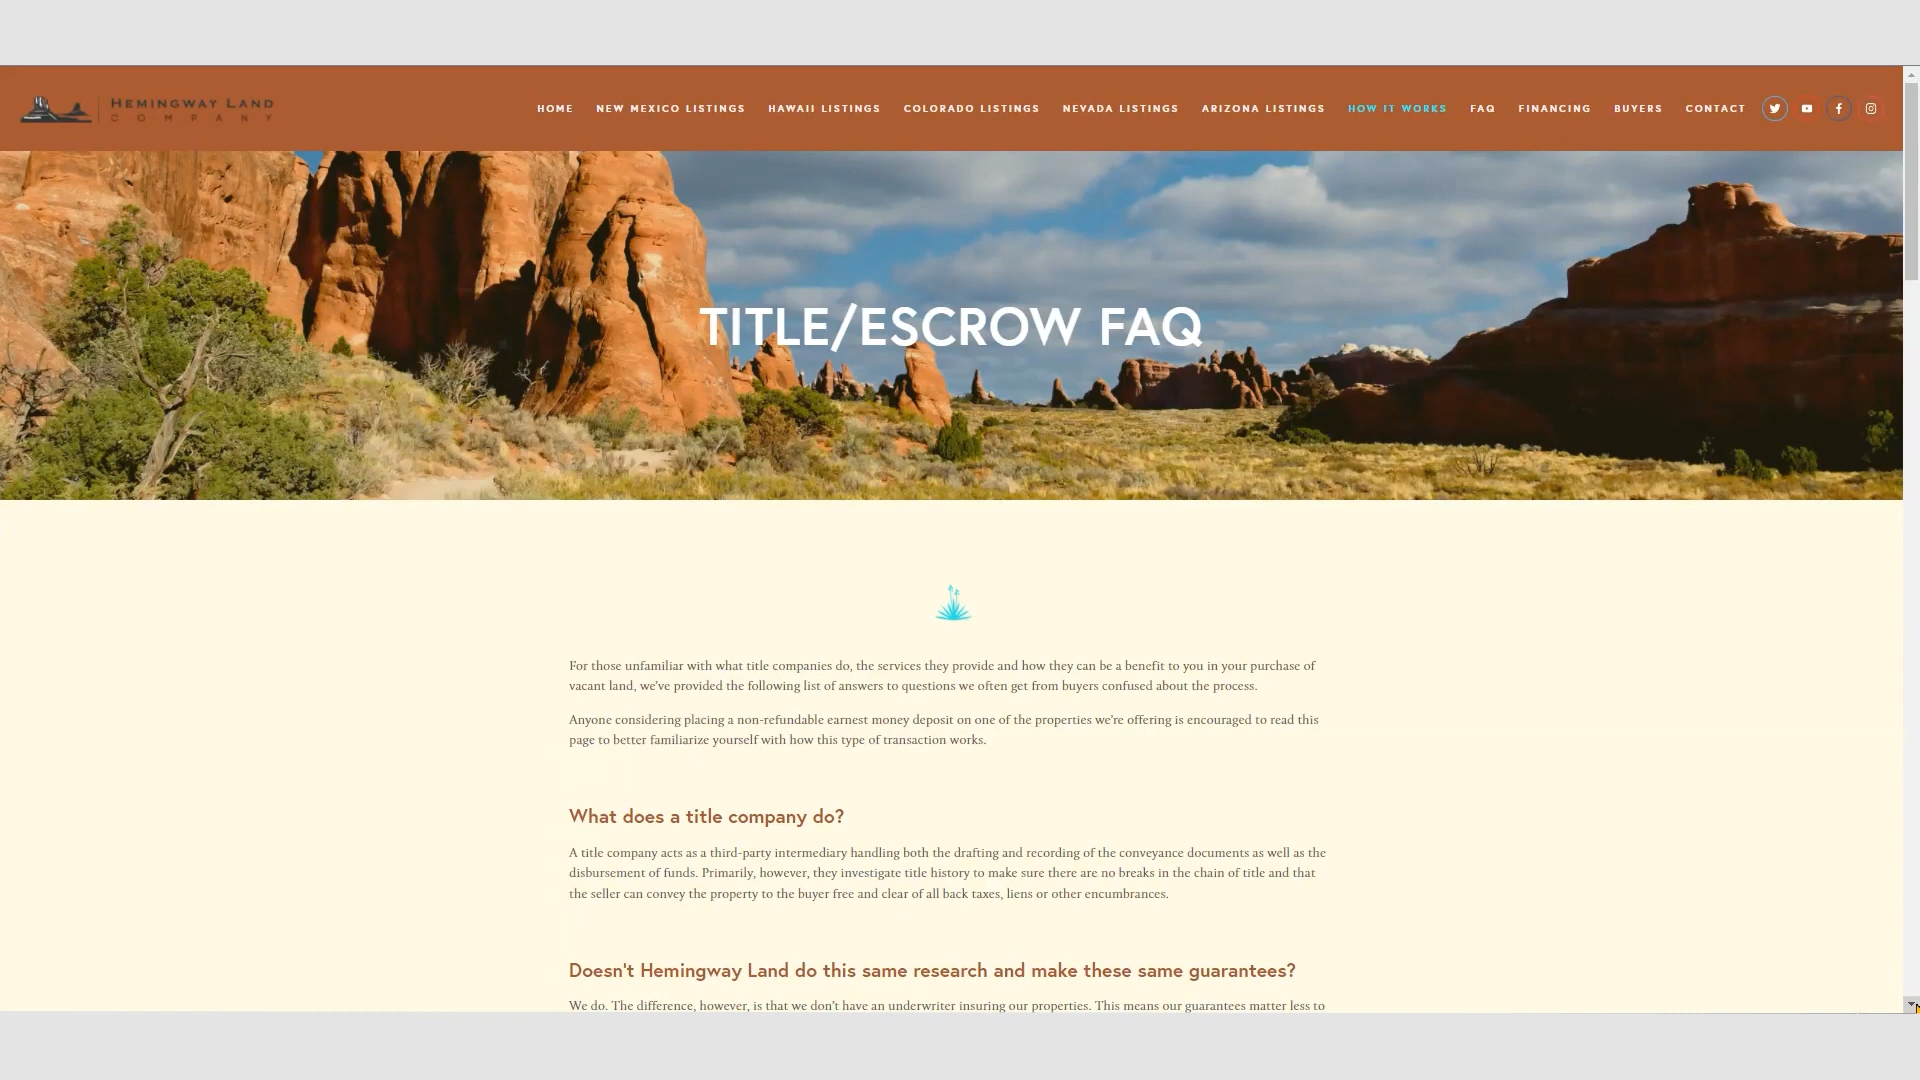 HEMINGWAY LAND
COMPANY
HOME NEW MEXICO LISTINGS HAWAII LISTINGS COLORADO LISTINGS NEVADA LISTINGS ARIZONA LISTINGS HOW IT WORKS FAQ FINANCING BUYERS CONTACT
TITLE/ESCROW FAQ
For those unfamiliar with what title companies do, the services they provide and how they can be a benefit to you in your purchase of
vacant land, we've provided the following list of answers to questions we often get from buyers confused about the process.
Anyone considering placing a non-refundable earnest money deposit on one of the properties we're offering is encouraged to read this
page to better familiarize yourself with how this type of transaction works.
What does a title company do?
A title company acts as a third-party intermediary handling both the drafting and recording of the conveyance documents as well as the
disbursement of funds. Primarily, however, they investigate title history to make sure there are no breaks in the chain of title and that
the seller can convey the property to the buyer free and clear of all back taxes, liens or other encumbrances.
Doesn't Hemingway Land do this same research and make these same guarantees?
We do. The difference, however, is that we don't have an underwriter insuring our properties. This means our guarantees matter less to